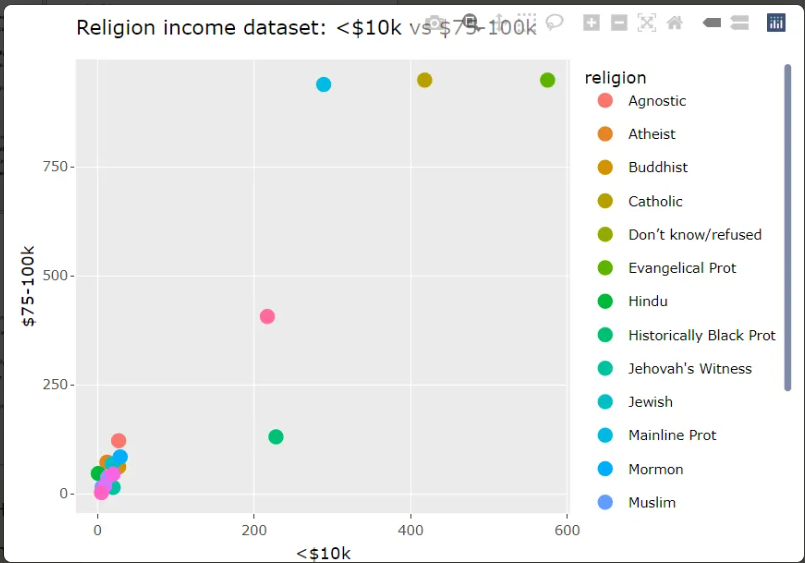 Religion income dataset: <$10k vs $75-100k
religion
Agnostic
Atheist
Buddhist
Catholic
Don’t know/refused
Evangelical Prot
Hindu
Historically Black Prot
Jehovah's Witness
Jewish
Mainline Prot
Mormon
Muslim
750
500
250
0
$75-100k
0 200 400 600
<$10k